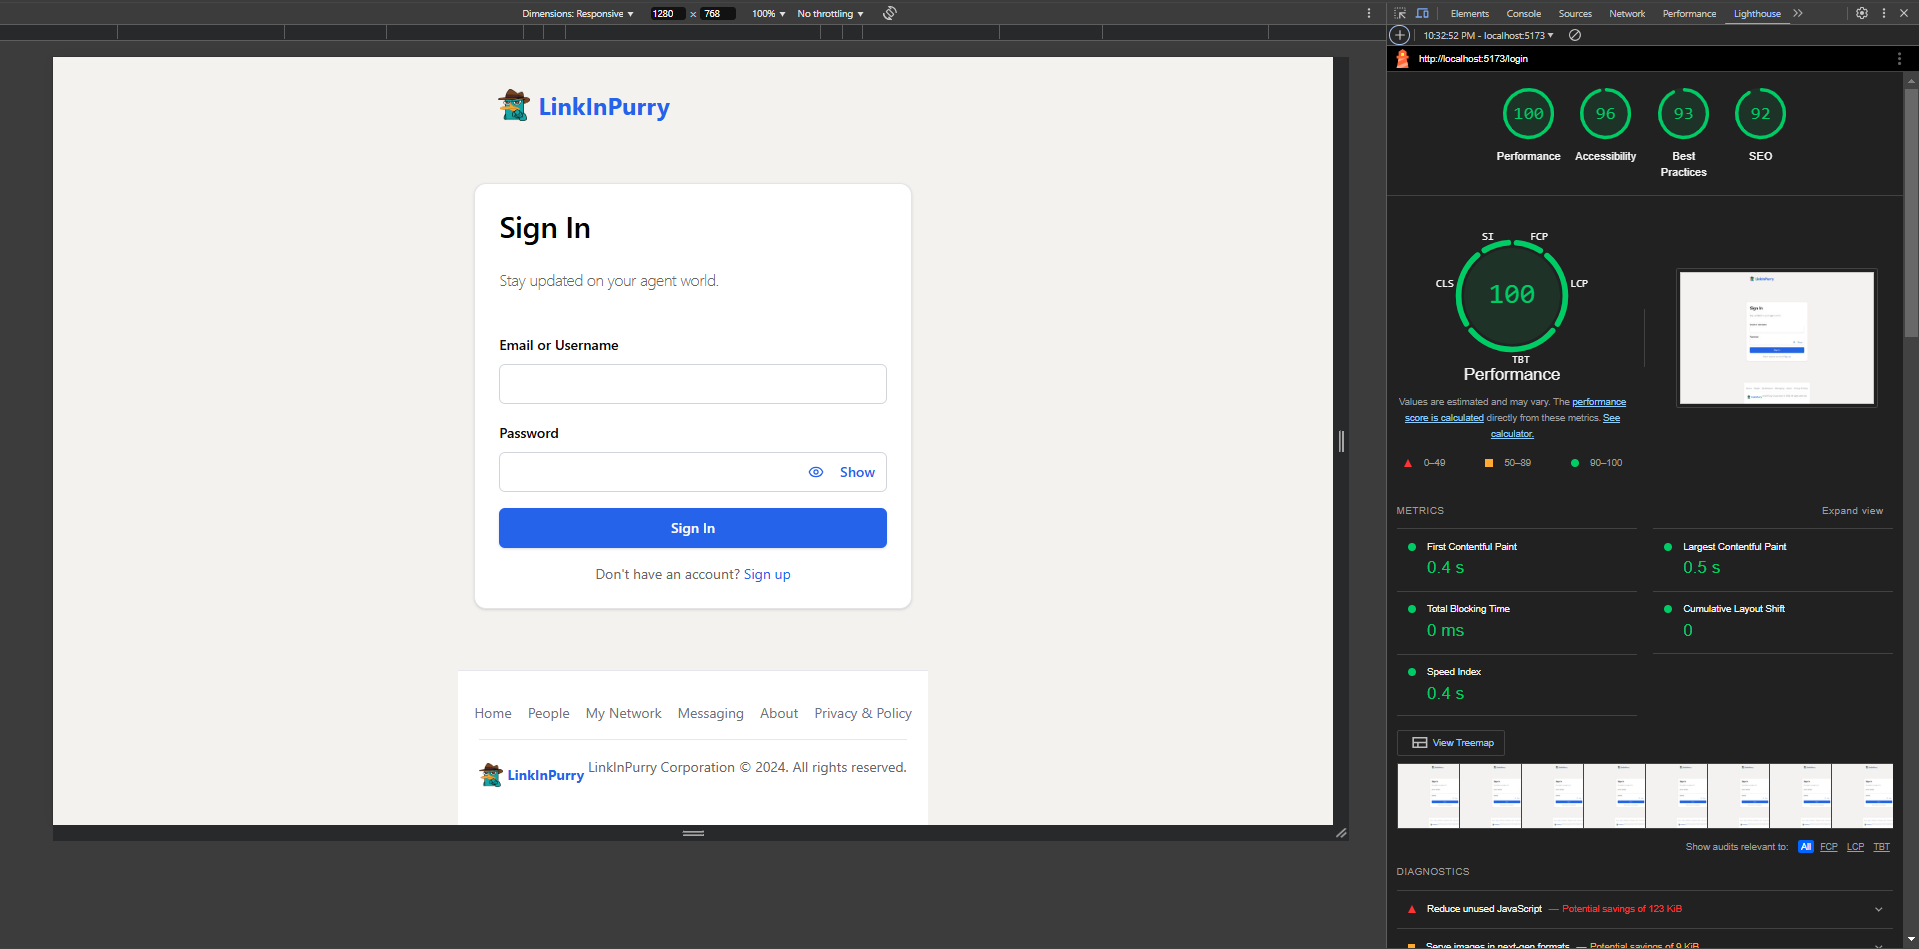 Dimensions: Responsive ▼ 1280 × 768 100% ▼ No throttling ▼
Elements Console Sources Network Performance Lighthouse
10:32:52 PM - localhost:5173 ▼
http://localhost:5173/login
LinkInPurry
Sign In
Stay updated on your agent world.
Email or Username
Password
Show
Sign In
Don't have an account? Sign up
Home People My Network Messaging About Privacy & Policy
LinkInPurry LinkInPurry Corporation © 2024. All rights reserved.
100 96 93 92
Performance Accessibility Best Practices SEO
SI FCP
CLS 100 LCP
TBT
Performance
Values are estimated and may vary. The performance
score is calculated directly from these metrics. See
calculator.
0–49 50–89 90–100
METRICS Expand view
First Contentful Paint
0.4 s
Largest Contentful Paint
0.5 s
Total Blocking Time
0 ms
Cumulative Layout Shift
0
Speed Index
0.4 s
View Treemap
Show audits relevant to: All FCP LCP TBT
DIAGNOSTICS
Reduce unused JavaScript — Potential savings of 123 KiB
Serve images in next-gen formats — Potential savings of 9 KiB